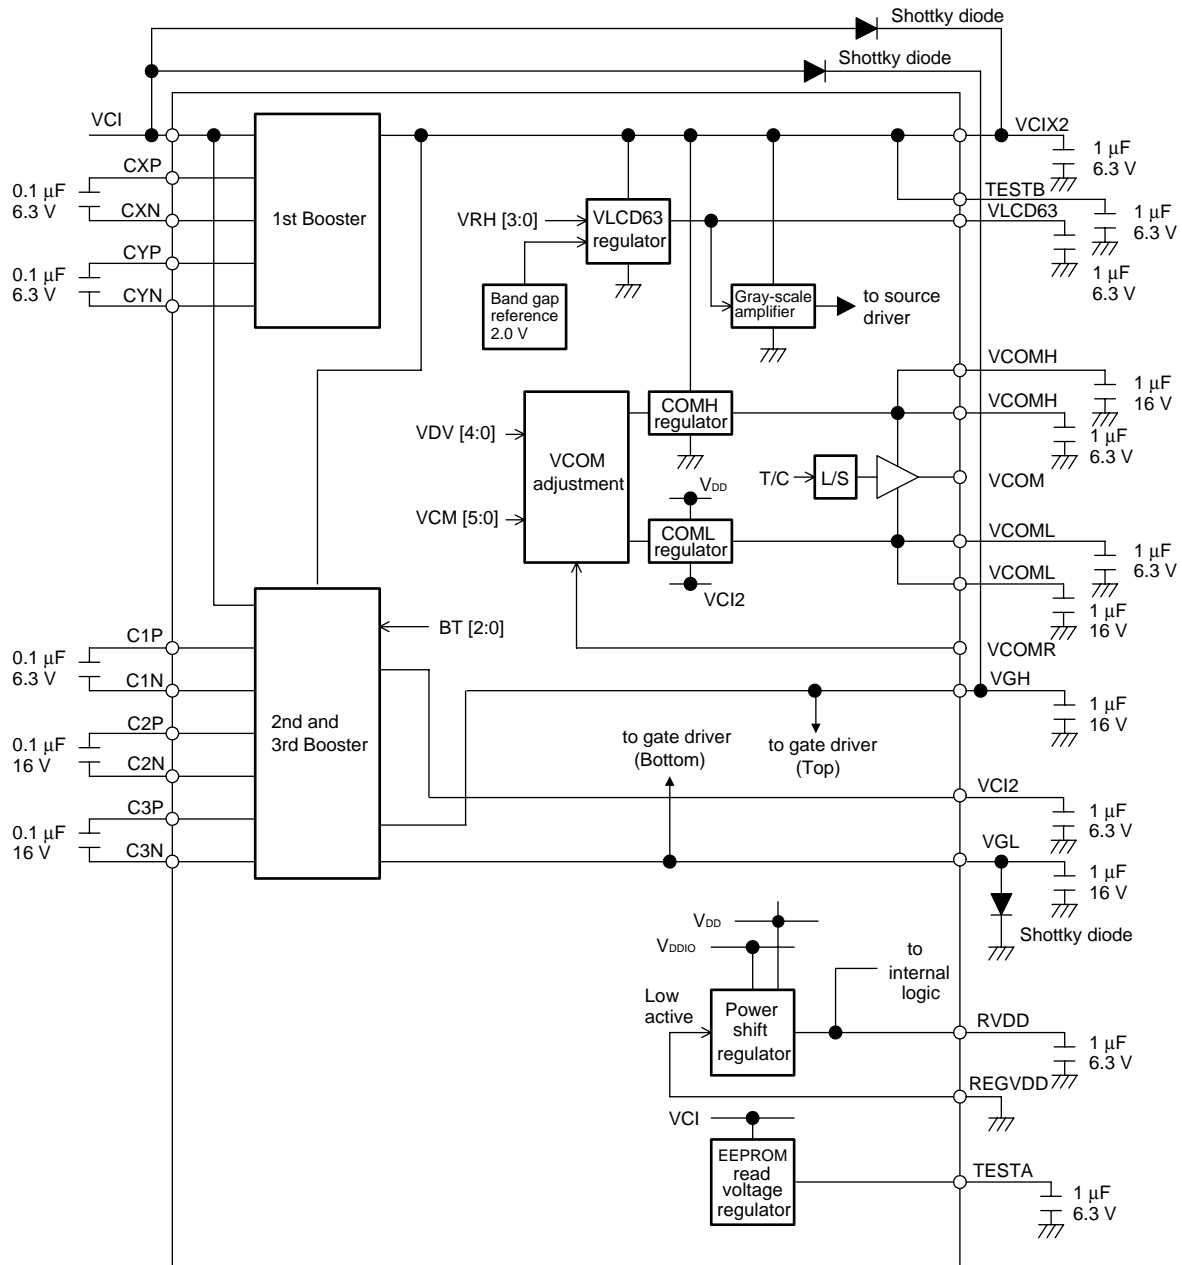 Shottky diode
Shottky diode
VCI
VCIX2
1 μF
6.3 V
CXP
0.1 μF
6.3 V
CXN
1st Booster
VRH [3:0]
VLCD63
regulator
TESTB
VLCD63
1 μF
6.3 V
CYP
0.1 μF
6.3 V
CYN
1 μF
6.3 V
Band gap
reference
2.0 V
Gray-scale
amplifier
to source
driver
VCOMH
1 μF
16 V
COMH
regulator
VCOMH
1 μF
6.3 V
VDV [4:0]
VCOM
adjustment
T/C
L/S
VCOM
VDD
VCM [5:0]
COML
regulator
VCOML
1 μF
6.3 V
VCOML
VCI2
1 μF
16 V
BT [2:0]
C1P
0.1 μF
6.3 V
C1N
VCOMR
VGH
1 μF
16 V
2nd and
3rd Booster
C2P
0.1 μF
16 V
C2N
to gate driver
(Bottom)
to gate driver
(Top)
VCI2
1 μF
6.3 V
C3P
0.1 μF
16 V
C3N
VGL
1 μF
16 V
Shottky diode
VDD
VDDIO
to
internal
logic
Low
active
Power
shift
regulator
RVDD
1 μF
6.3 V
REGVDD
VCI
EEPROM
read
voltage
regulator
TESTA
1 μF
6.3 V